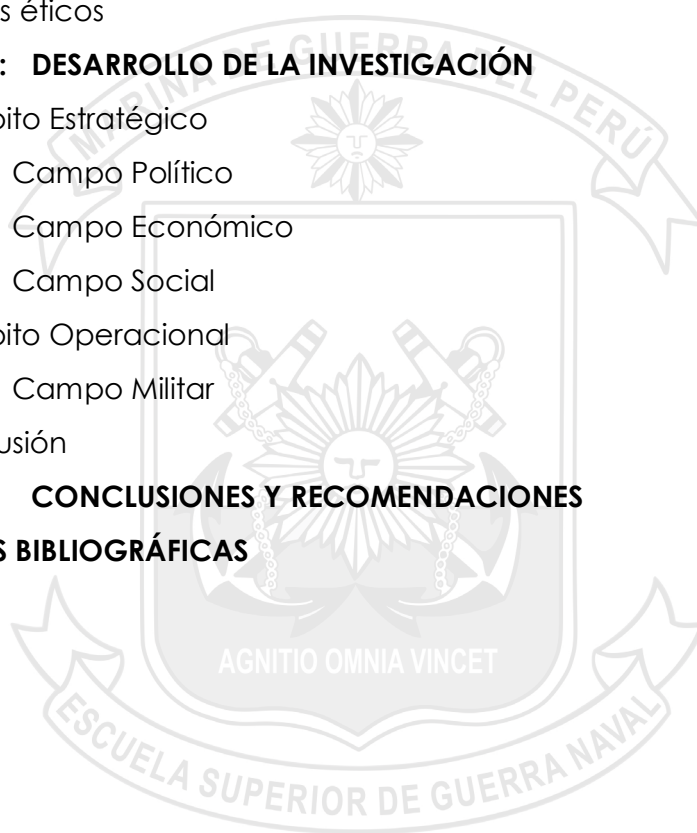 s éticos
: DESARROLLO DE LA INVESTIGACIÓN
bito Estratégico
Campo Político
Campo Económico
Campo Social
bito Operacional
Campo Militar
usión
CONCLUSIONES Y RECOMENDACIONES
S BIBLIOGRÁFICAS
MARINA DE GUERRA DEL PERÚ
AGNITIO OMNIA VINCET
ESCUELA SUPERIOR DE GUERRA NAVAL